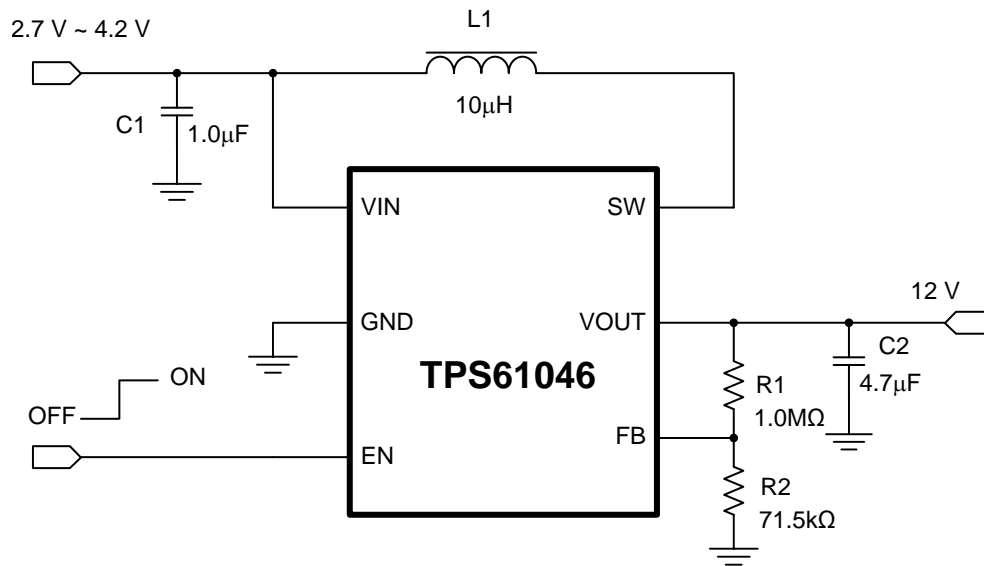 2.7 V ~ 4.2 V
L1
10μH
C1
1.0μF
VIN
SW
GND
VOUT
12 V
TPS61046
C2
4.7μF
R1
1.0MΩ
ON
OFF
FB
EN
R2
71.5kΩ